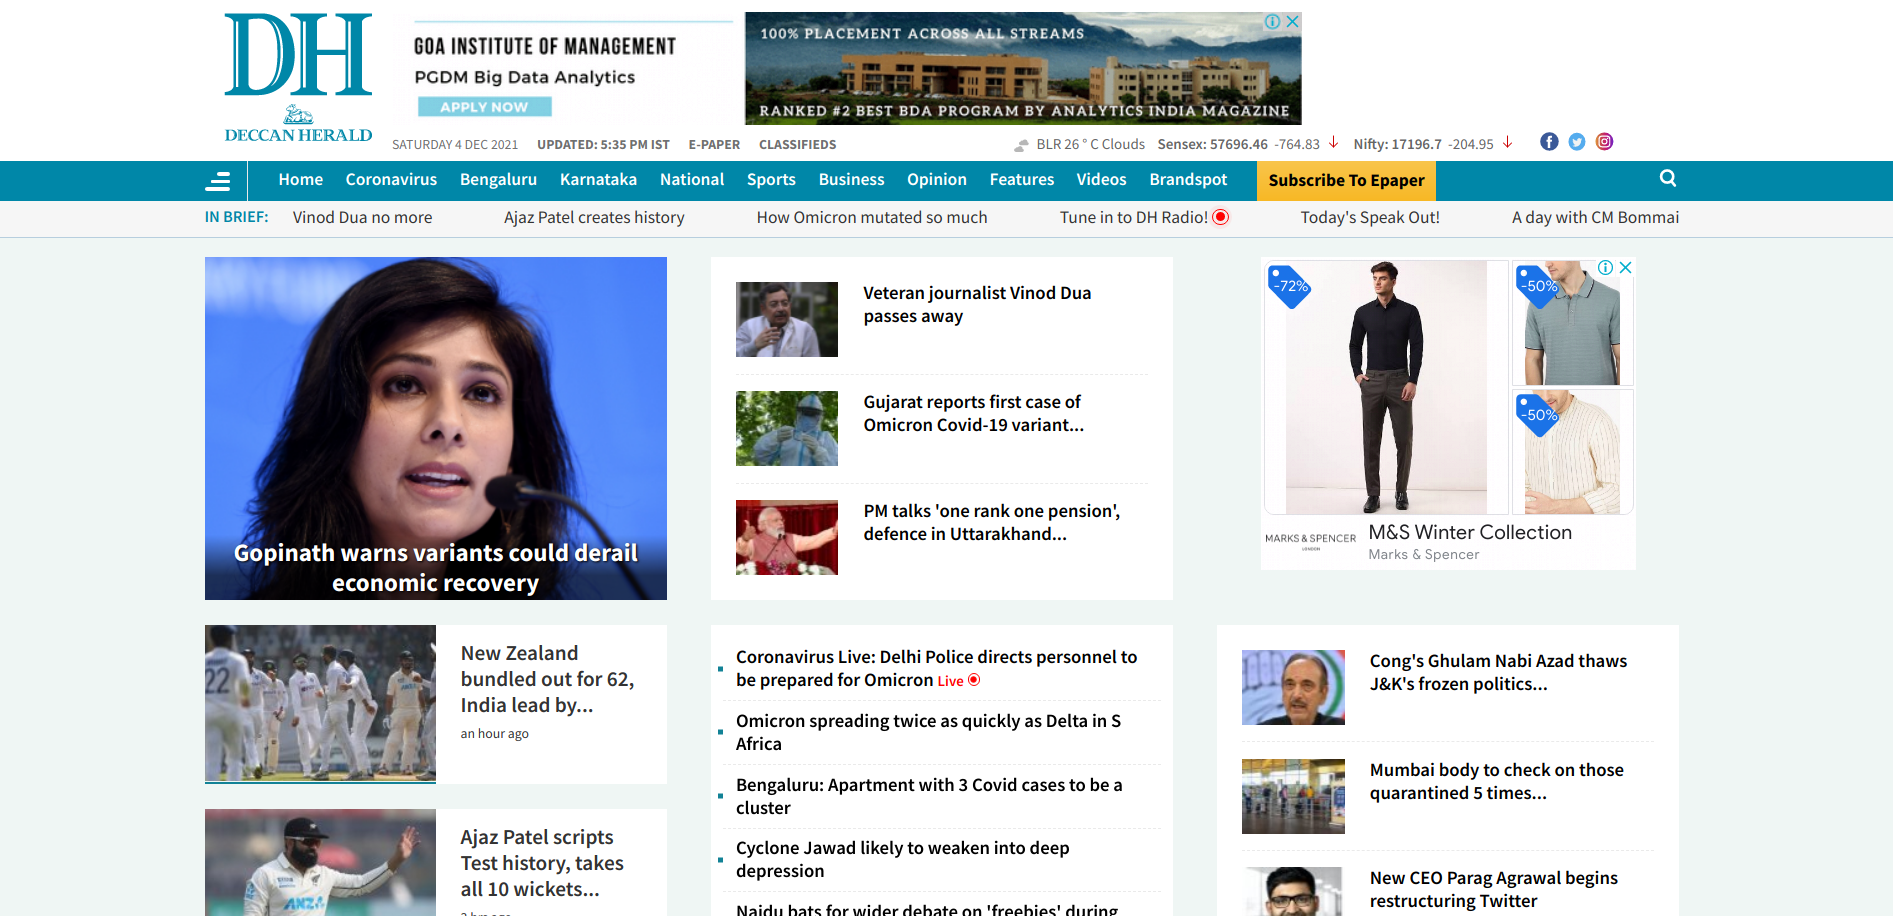 DH
DECCAN HERALD
GOA INSTITUTE OF MANAGEMENT
PGDM Big Data Analytics
APPLY NOW
100% PLACEMENT ACROSS ALL STREAMS
RANKED #2 BEST BDA PROGRAM BY ANALYTICS INDIA MAGAZINE
SATURDAY 4 DEC 2021 UPDATED: 5:35 PM IST E-PAPER CLASSIFIEDS
BLR 26 ° C Clouds Sensex: 57696.46 -764.83 Nifty: 17196.7 -204.95
Home Coronavirus Bengaluru Karnataka National Sports Business Opinion Features Videos Brandspot Subscribe To Epaper
IN BRIEF: Vinod Dua no more Ajaz Patel creates history How Omicron mutated so much Tune in to DH Radio! Today's Speak Out! A day with CM Bommai
Gopinath warns variants could derail
economic recovery
Veteran journalist Vinod Dua
passes away
Gujarat reports first case of
Omicron Covid-19 variant...
PM talks 'one rank one pension',
defence in Uttarakhand...
-72%
-50%
-50%
MARKS & SPENCER
LONDON
M&S Winter Collection
Marks & Spencer
22
New Zealand
bundled out for 62,
India lead by...
an hour ago
ANZ
Ajaz Patel scripts
Test history, takes
all 10 wickets...
Coronavirus Live: Delhi Police directs personnel to
be prepared for Omicron Live
Omicron spreading twice as quickly as Delta in S
Africa
Bengaluru: Apartment with 3 Covid cases to be a
cluster
Cyclone Jawad likely to weaken into deep
depression
Naidu bats for wider debate on 'freebies' during
Cong's Ghulam Nabi Azad thaws
J&K's frozen politics...
Mumbai body to check on those
quarantined 5 times...
New CEO Parag Agrawal begins
restructuring Twitter